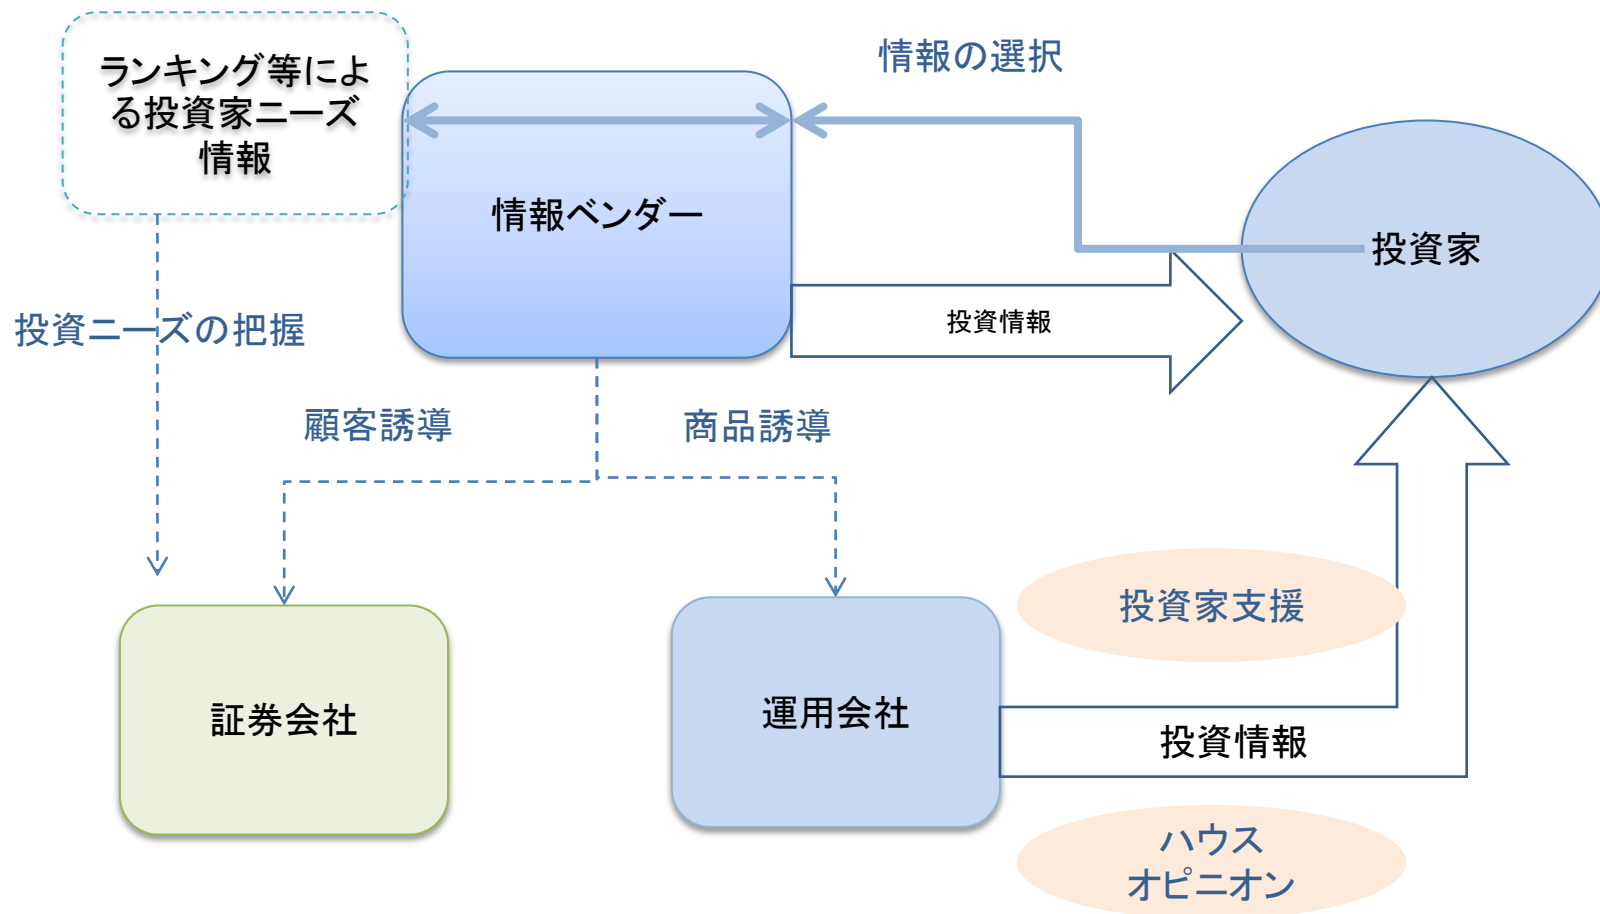 ランキング等によ
る投資家ニーズ
情報
情報の選択
情報ベンダー
投資家
投資情報
投資ニーズの把握
顧客誘導
商品誘導
投資家支援
証券会社
運用会社
投資情報
ハウス
オピニオン